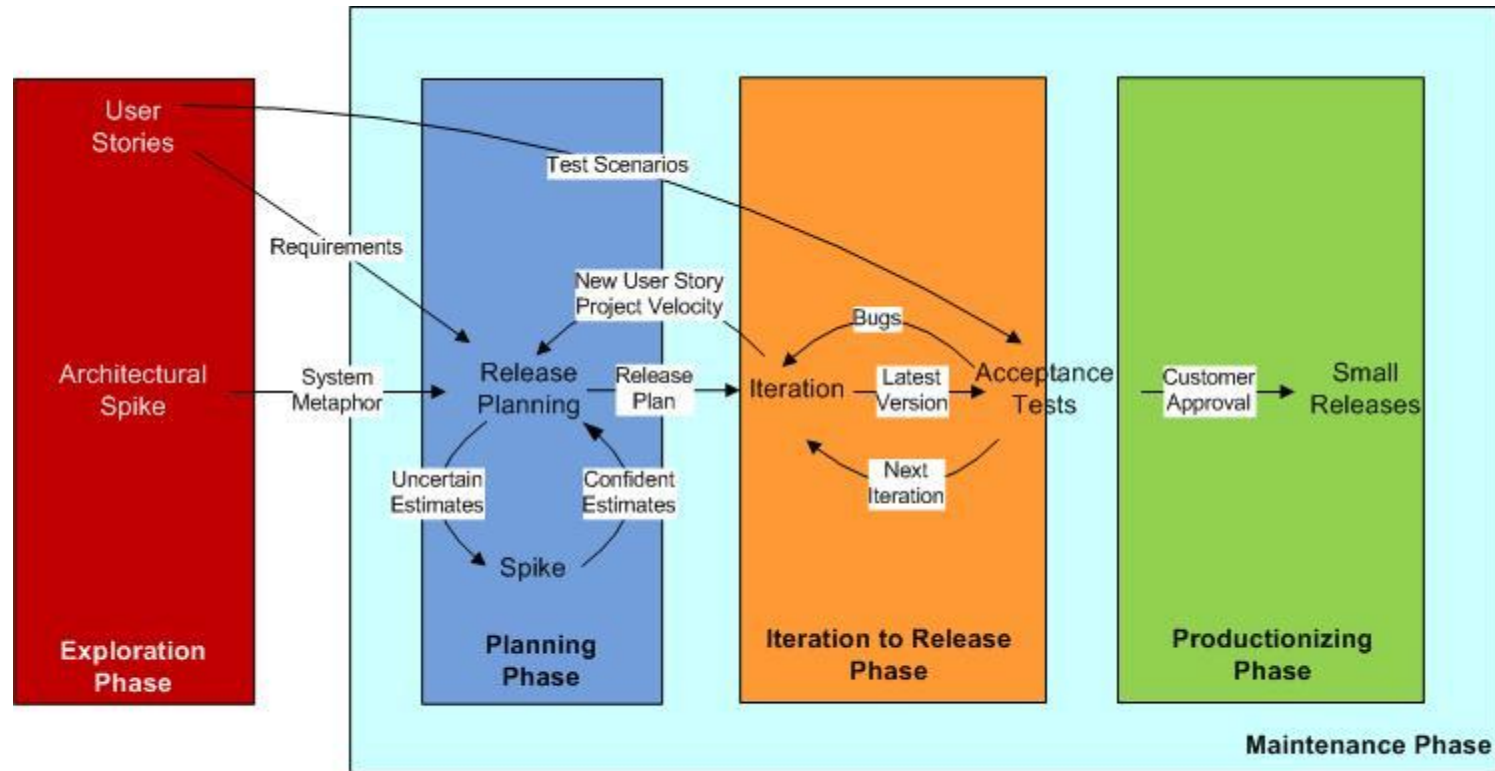 User
Stories
Test Scenarios
Requirements
New User Story
Project Velocity
Bugs
Architectural
Spike
System
Metaphor
Release
Planning
Release
Plan
Iteration
Latest
Version
Acceptance
Tests
Customer
Approval
Small
Releases
Uncertain
Estimates
Confident
Estimates
Next
Iteration
Spike
Exploration
Phase
Planning
Phase
Iteration to Release
Phase
Productionizing
Phase
Maintenance Phase